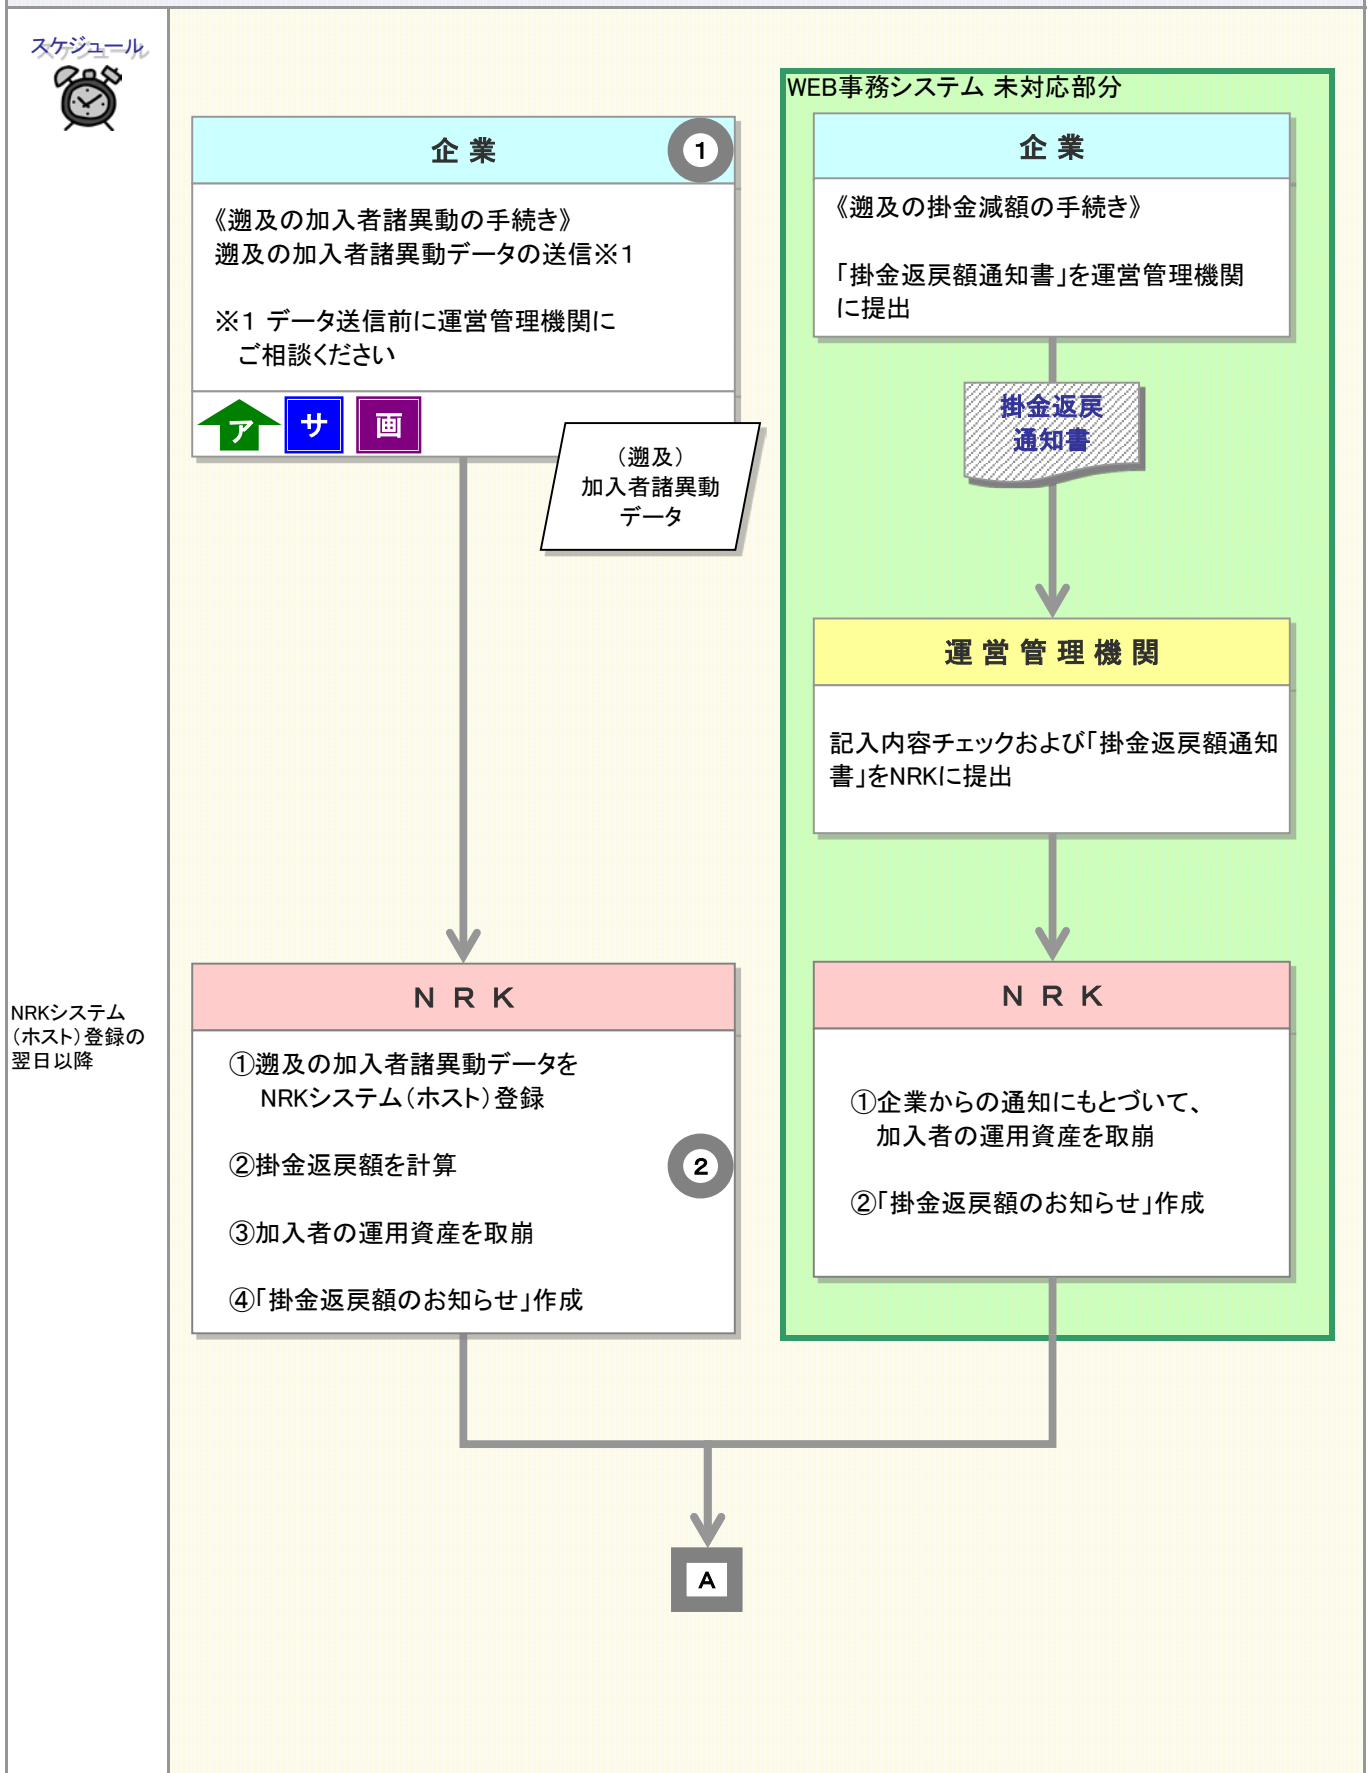 スケジュール
WEB事務システム 未対応部分
企 業
1
《遡及の加入者諸異動の手続き》
遡及の加入者諸異動データの送信※1
※1 データ送信前に運営管理機関に
ご相談ください
ア
サ
画
（遡及）
加入者諸異動
データ
企 業
《遡及の掛金減額の手続き》
「掛金返戻額通知書」を運営管理機関
に提出
掛金返戻
通知書
運 営 管 理 機 関
記入内容チェックおよび「掛金返戻額通知
書」をNRKに提出
NRKシステム
（ホスト）登録の
翌日以降
Ｎ Ｒ Ｋ
①遡及の加入者諸異動データを
NRKシステム（ホスト）登録
②掛金返戻額を計算
2
③加入者の運用資産を取崩
④「掛金返戻額のお知らせ」作成
Ｎ Ｒ Ｋ
①企業からの通知にもとづいて、
加入者の運用資産を取崩
②「掛金返戻額のお知らせ」作成
A